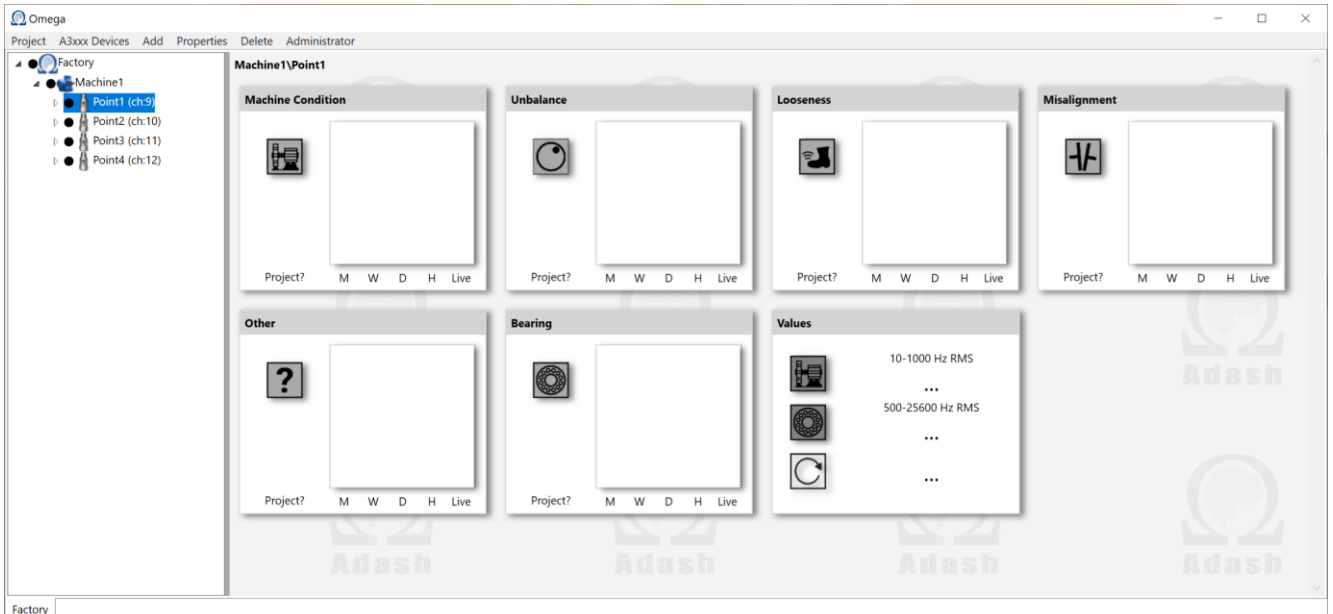 Omega
Project A3xxx Devices Add Properties Delete Administrator
Factory
Machine1
Point1 (ch:9)
Point2 (ch:10)
Point3 (ch:11)
Point4 (ch:12)
Machine1\Point1
Machine Condition
Project? M W D H Live
Unbalance
Project? M W D H Live
Looseness
Project? M W D H Live
Misalignment
Project? M W D H Live
Other
?
Project? M W D H Live
Bearing
Project? M W D H Live
Values
10-1000 Hz RMS
...
500-25600 Hz RMS
...
...
Adash
Adash
Adash
Adash
Adash
Factory